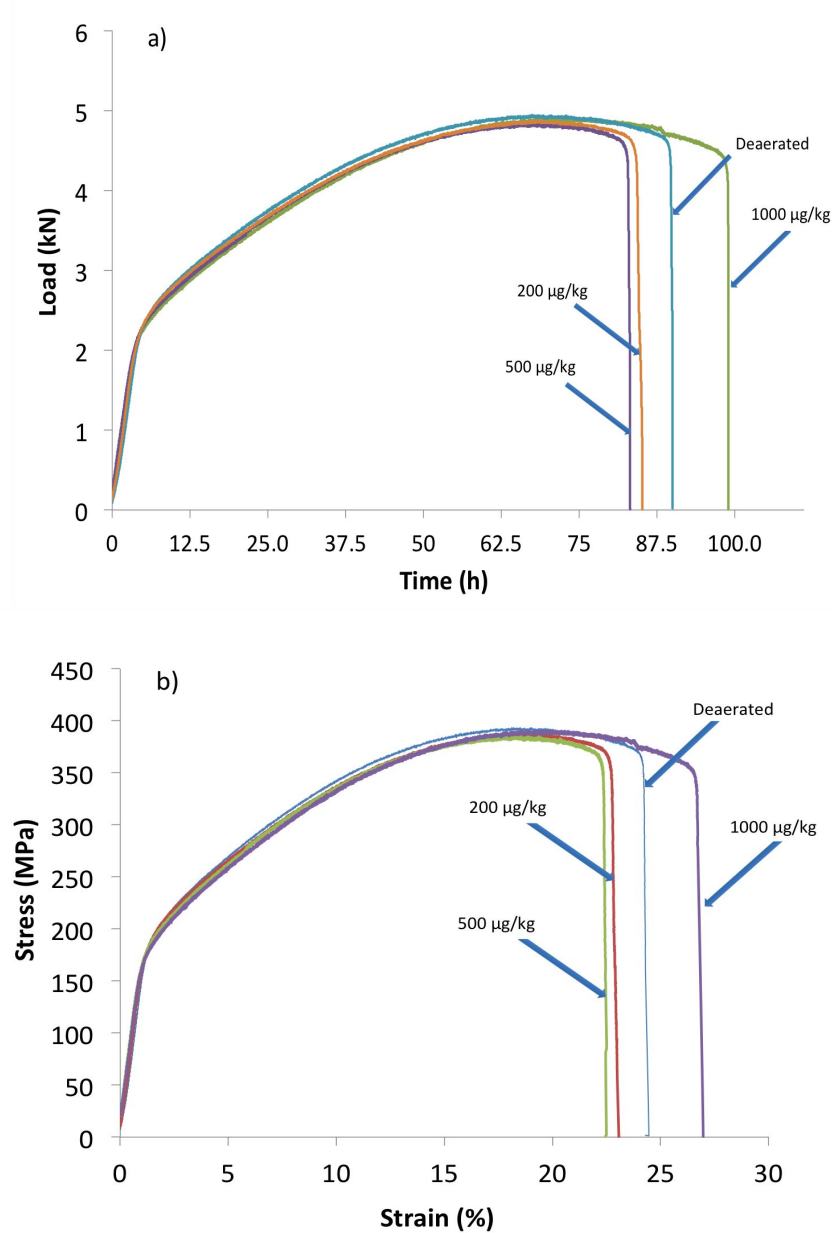 a)
6
5
4
3
2
1
0
Load (kN)
Deaerated
1000 µg/kg
200 µg/kg
500 µg/kg
0 12.5 25.0 37.5 50 62.5 75 87.5 100.0
Time (h)
b)
450
400
350
300
250
200
150
100
50
0
Stress (MPa)
Deaerated
200 µg/kg
1000 µg/kg
500 µg/kg
0 5 10 15 20 25 30
Strain (%)